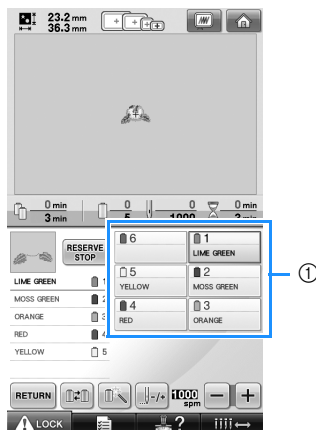 23.2 mm
36.3 mm
0 min
3 min
0
5
0
1000
0 min
3 min
RESERVE
STOP
LIME GREEN 1
MOSS GREEN 2
ORANGE 3
RED 4
YELLOW 5
6
1
LIME GREEN
5
YELLOW
2
MOSS GREEN
4
RED
3
ORANGE
①
RETURN
-/+
1000
spm
− +
LOCK
?